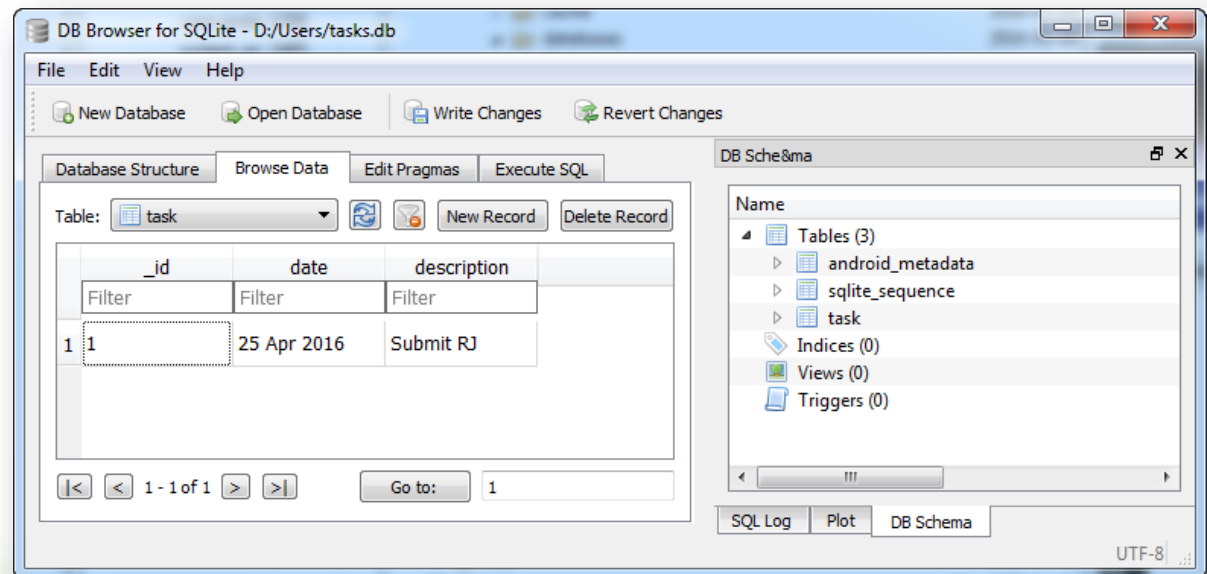 DB Browser for SQLite - D:/Users/tasks.db
File Edit View Help
New Database Open Database Write Changes Revert Changes
Database Structure Browse Data Edit Pragmas Execute SQL
Table: task New Record Delete Record
_id date description
Filter Filter Filter
1 1 25 Apr 2016 Submit RJ
|< < 1 - 1 of 1 > >| Go to: 1
DB Sche&ma
Name
Tables (3)
android_metadata
sqlite_sequence
task
Indices (0)
Views (0)
Triggers (0)
SQL Log Plot DB Schema
UTF-8